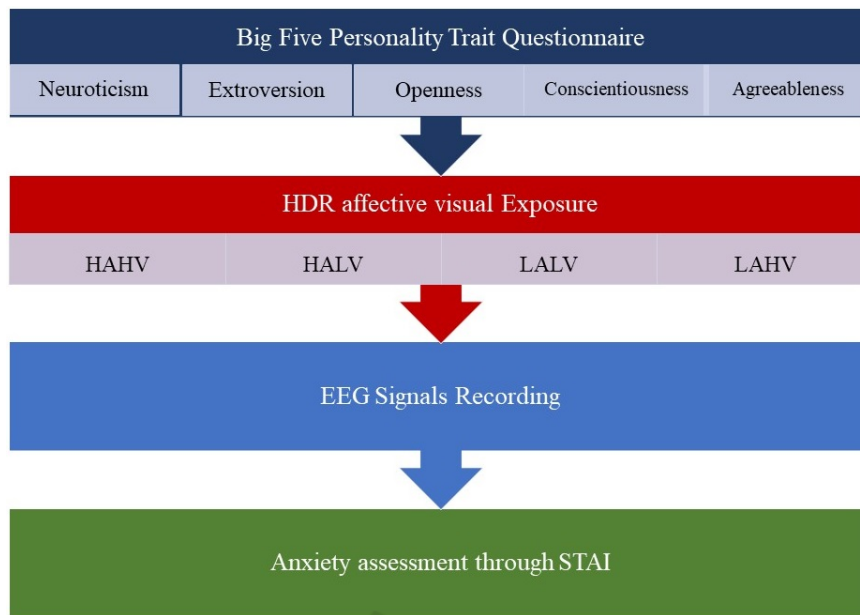 Big Five Personality Trait Questionnaire
Neuroticism Extroversion Openness Conscientiousness Agreeableness
HDR affective visual Exposure
HAHV HALV LALV LAHV
EEG Signals Recording
Anxiety assessment through STAI